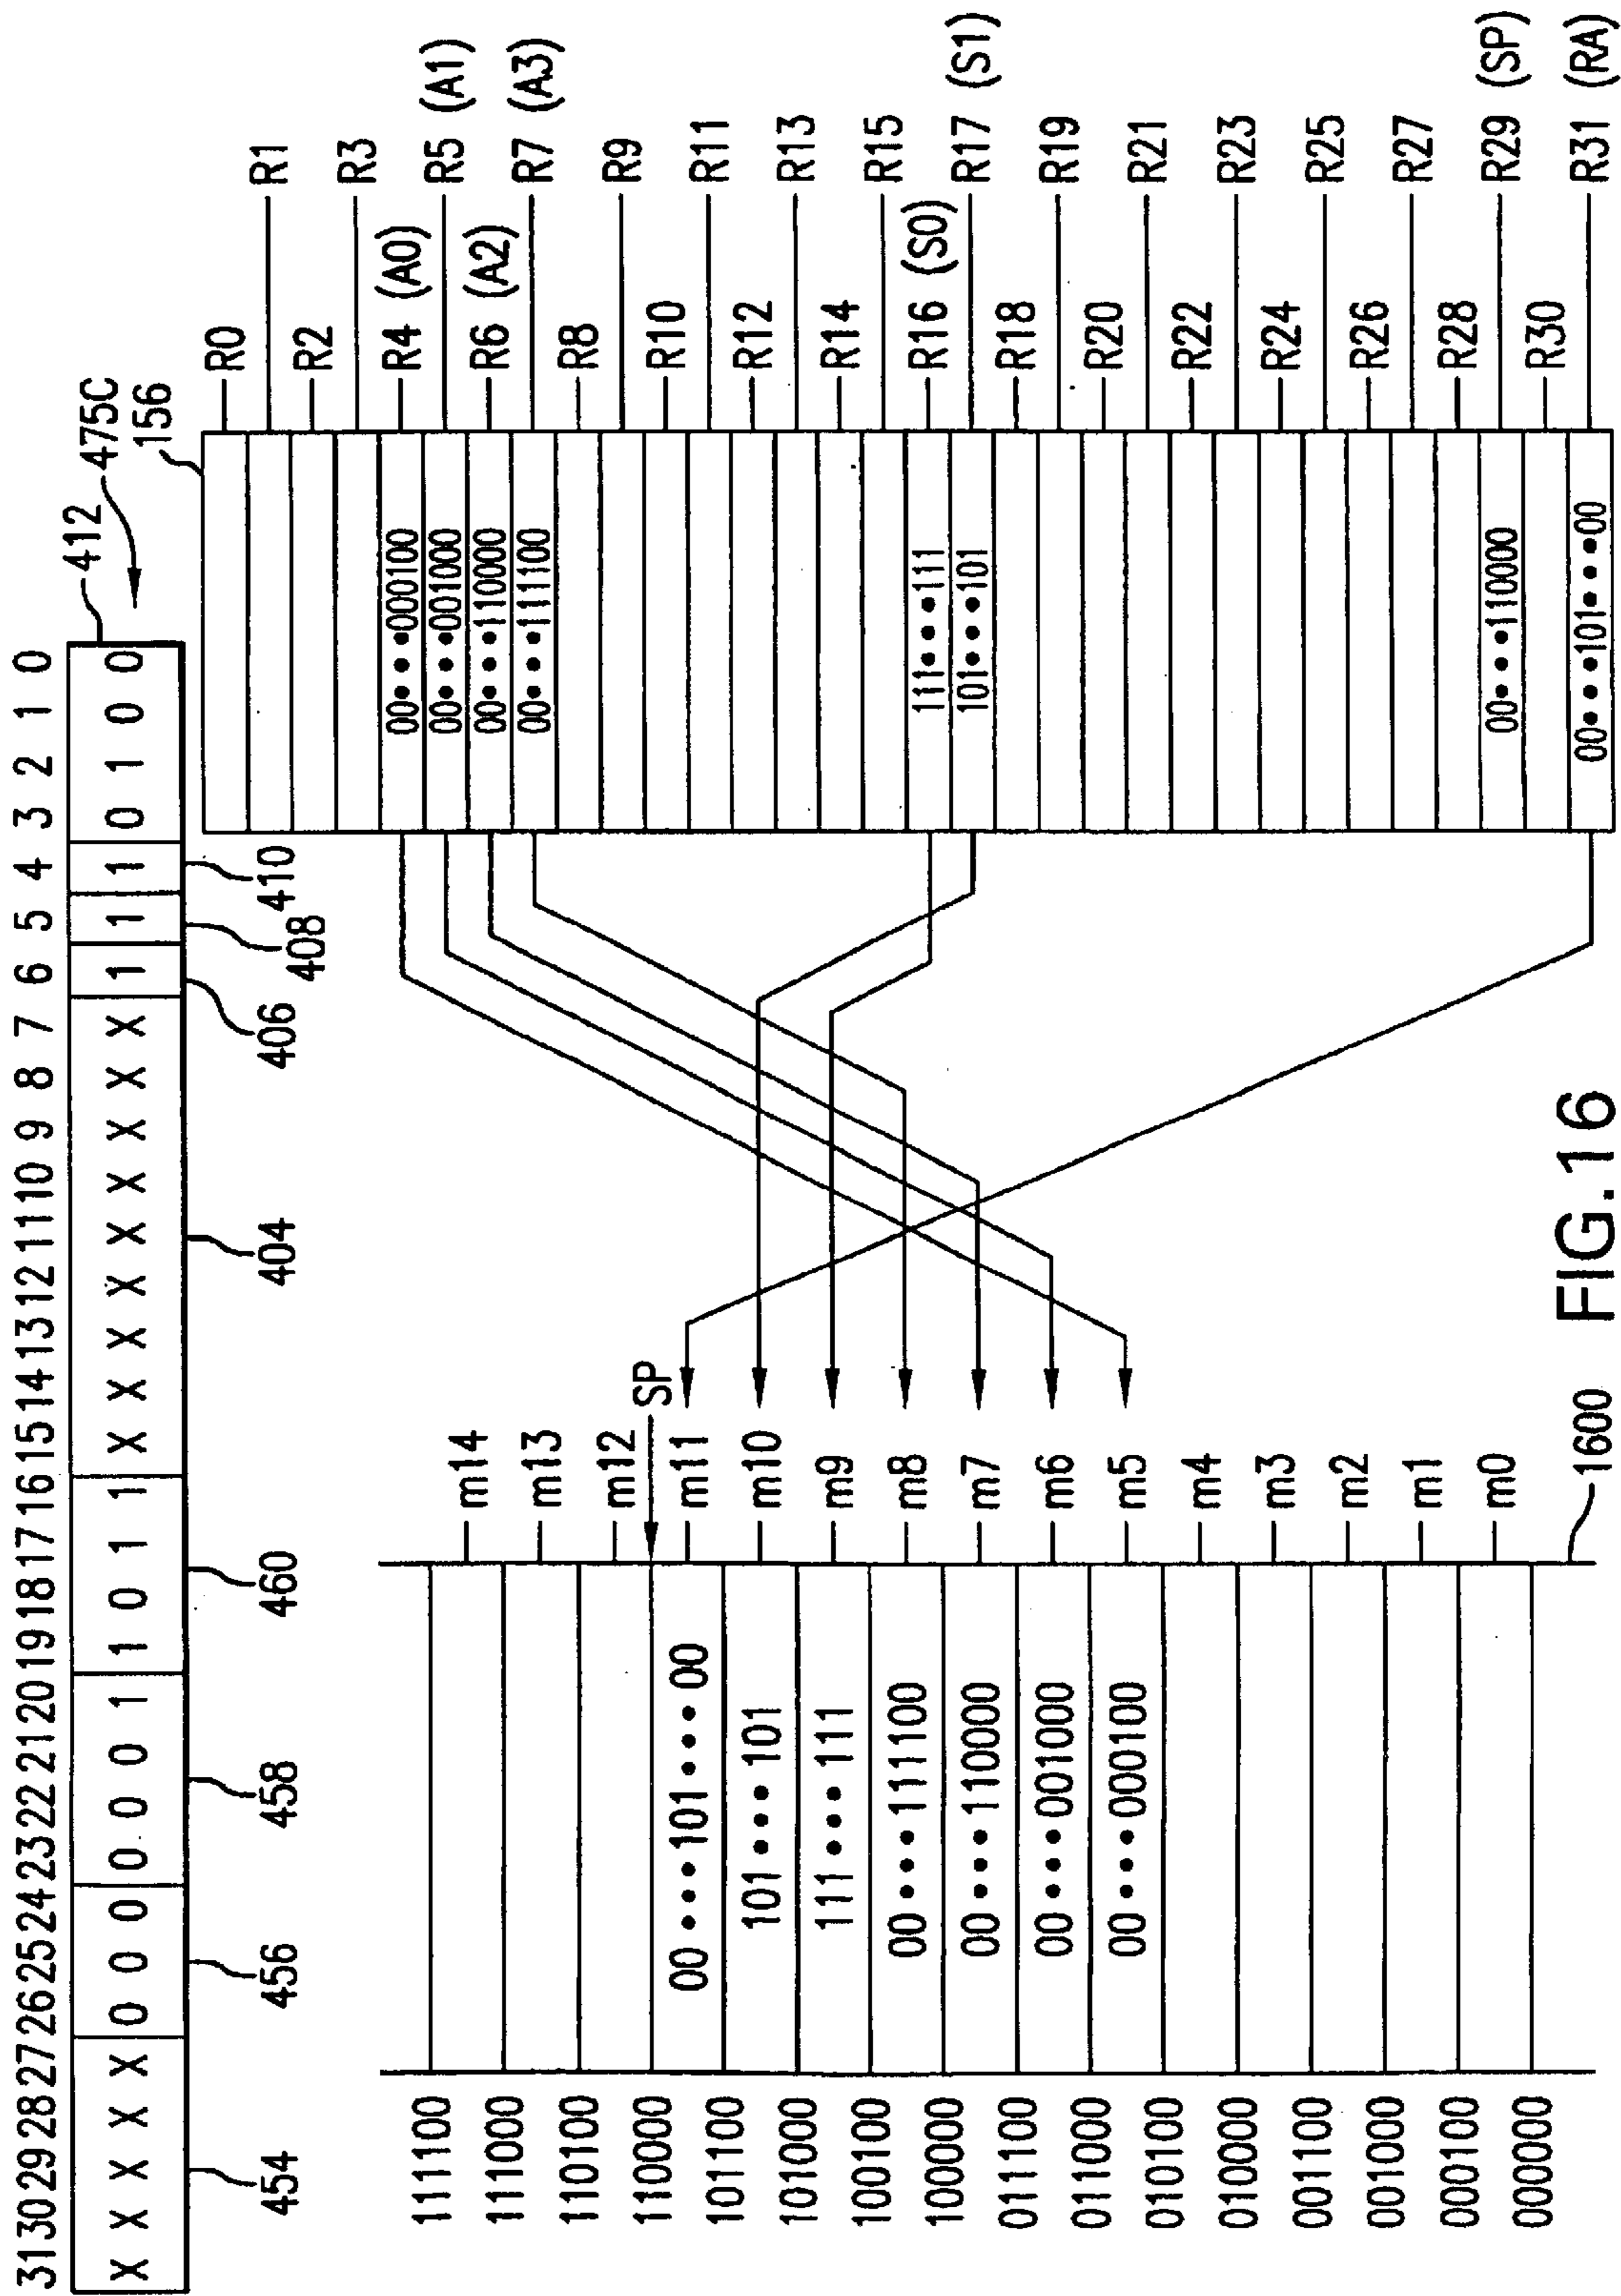 31 30 29 28 27 26 25 24 23 22 21 20 19 18 17 16 15 14 13 12 11 10 9 8 7 6 5 4 3 2 1 0
X X X X X 0 0 0 0 0 0 1 1 0 1 1 X X X X X X X X X 1 1 1 0 1 0 0
454 456 458 460 404 406 408 410 412
475C
156
111100
111000
110100
110000
101100
101000
100100
100000
011100
011000
010100
010000
001100
001000
000100
000000
00 • • • • 101 • • • • 00
101 • • • 101
111 • • • 111
00 • • • • 111100
00 • • • • 110000
00 • • • • 001000
00 • • • • 000100
m14
m13
m12
SP
m11
m10
m9
m8
m7
m6
m5
m4
m3
m2
m1
m0
1600
00• • • •000100
00• • • •001000
00• • • •110000
00• • • •111100
111• • • 111
101• • • 101
00• • • •110000
00• • • •101• • • •00
R0
R1
R2
R3
R4 (A0)
R5 (A1)
R6 (A2)
R7 (A3)
R8
R9
R10
R11
R12
R13
R14
R15
R16 (S0)
R17 (S1)
R18
R19
R20
R21
R22
R23
R24
R25
R26
R27
R28
R29 (SP)
R30
R31 (RA)
FIG.16